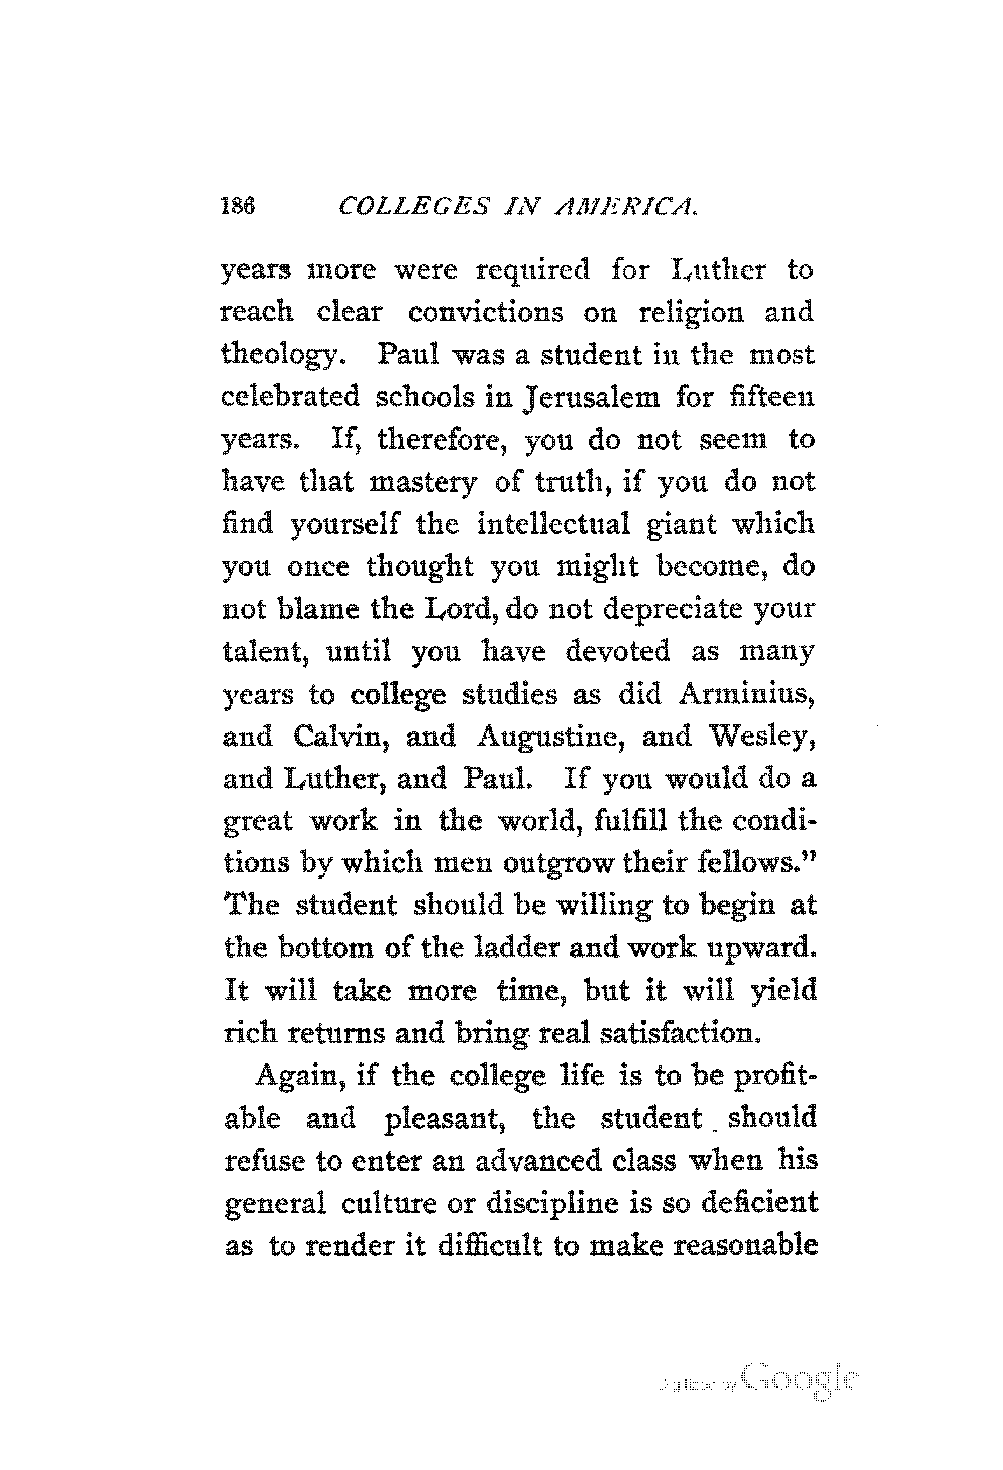 186 COLLEGES IN AMERICA.
years more were required for Luther to
reach clear convictions on religion and
theology. Paul was a student in the most
celebrated schools in Jerusalem for fifteen
years. If, therefore, you do not seem to
have that mastery of truth, if you do not
find yourself the intellectual giant which
you once thought you might become, do
not blame the Lord, do not depreciate your
talent, until you have devoted as many
years to college studies as did Arminius,
and Calvin, and Augustine, and Wesley,
and Luther, and Paul. If you would do a
great work in the world, fulfill the condi-
tions by which men outgrow their fellows."
The student should be willing to begin at
the bottom of the ladder and work upward.
It will take more time, but it will yield
rich returns and bring real satisfaction.
Again, if the college life is to be profit-
able and pleasant, the student should
refuse to enter an advanced class when his
general culture or discipline is so deficient
as to render it difficult to make reasonable
Digitized by Google